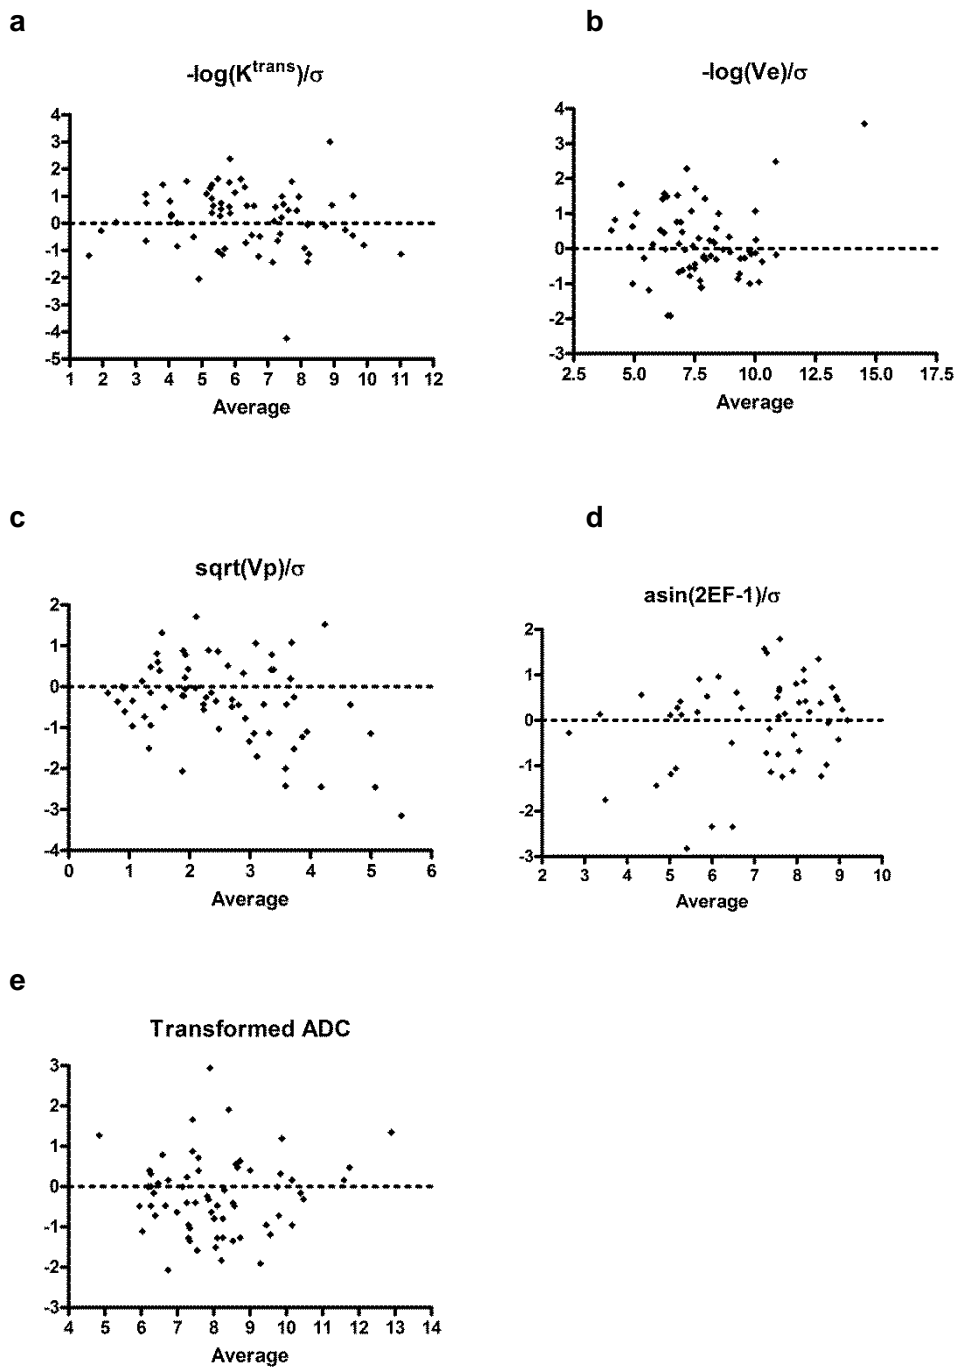 a
-log(Ktrans)/σ
4
3
2
1
0
-1
-2
-3
-4
-5
1 2 3 4 5 6 7 8 9 10 11 12
Average
b
-log(Ve)/σ
4
3
2
1
0
-1
-2
-3
2.5 5.0 7.5 10.0 12.5 15.0 17.5
Average
c
sqrt(Vp)/σ
2
1
0
-1
-2
-3
-4
0 1 2 3 4 5 6
Average
d
asin(2EF-1)/σ
2
1
0
-1
-2
-3
2 3 4 5 6 7 8 9 10
Average
e
Transformed ADC
3
2
1
0
-1
-2
-3
4 5 6 7 8 9 10 11 12 13 14
Average